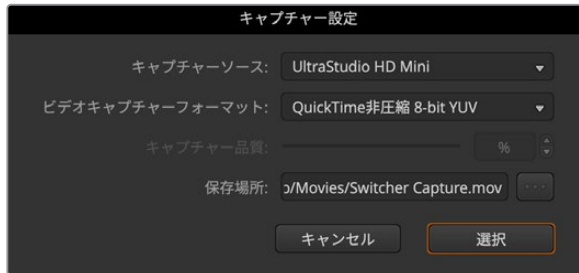 キャプチャー設定
キャプチャーソース: UltraStudio HD Mini
ビデオキャプチャーフォーマット: QuickTime非圧縮 8-bit YUV
キャプチャー品質: %
保存場所: ɔ/Movies/Switcher Capture.mov ...
キャンセル 選択